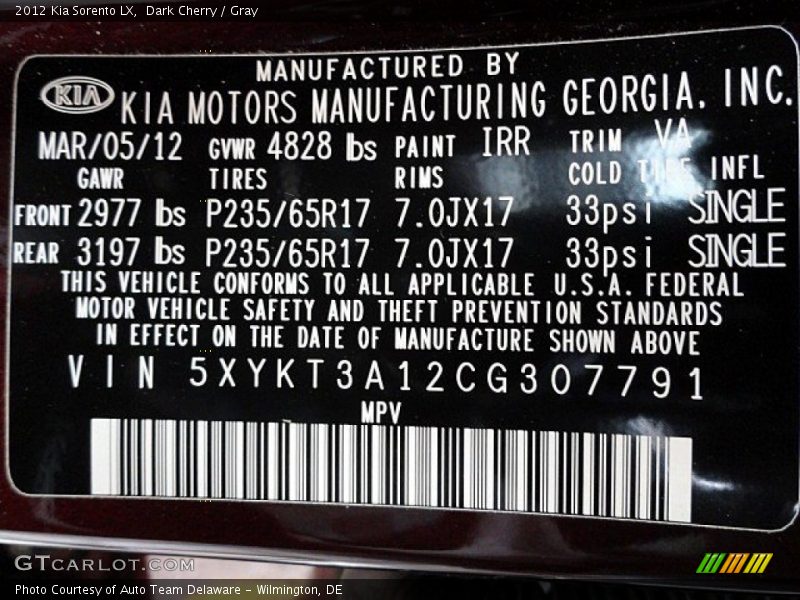 2012 Kia Sorento LX, Dark Cherry / Gray
MANUFACTURED BY
KIA KIA MOTORS MANUFACTURING GEORGIA, INC.
MAR/05/12 GVWR 4828 lbs PAINT IRR TRIM VA
GAWR TIRES RIMS COLD TIRE INFL
FRONT 2977 lbs P235/65R17 7.0JX17 33psi SINGLE
REAR 3197 lbs P235/65R17 7.0JX17 33psi SINGLE
THIS VEHICLE CONFORMS TO ALL APPLICABLE U.S.A. FEDERAL
MOTOR VEHICLE SAFETY AND THEFT PREVENTION STANDARDS
IN EFFECT ON THE DATE OF MANUFACTURE SHOWN ABOVE
VIN 5XYKT3A12CG307791
MPV
GTCARLOT.COM
Photo Courtesy of Auto Team Delaware - Wilmington, DE